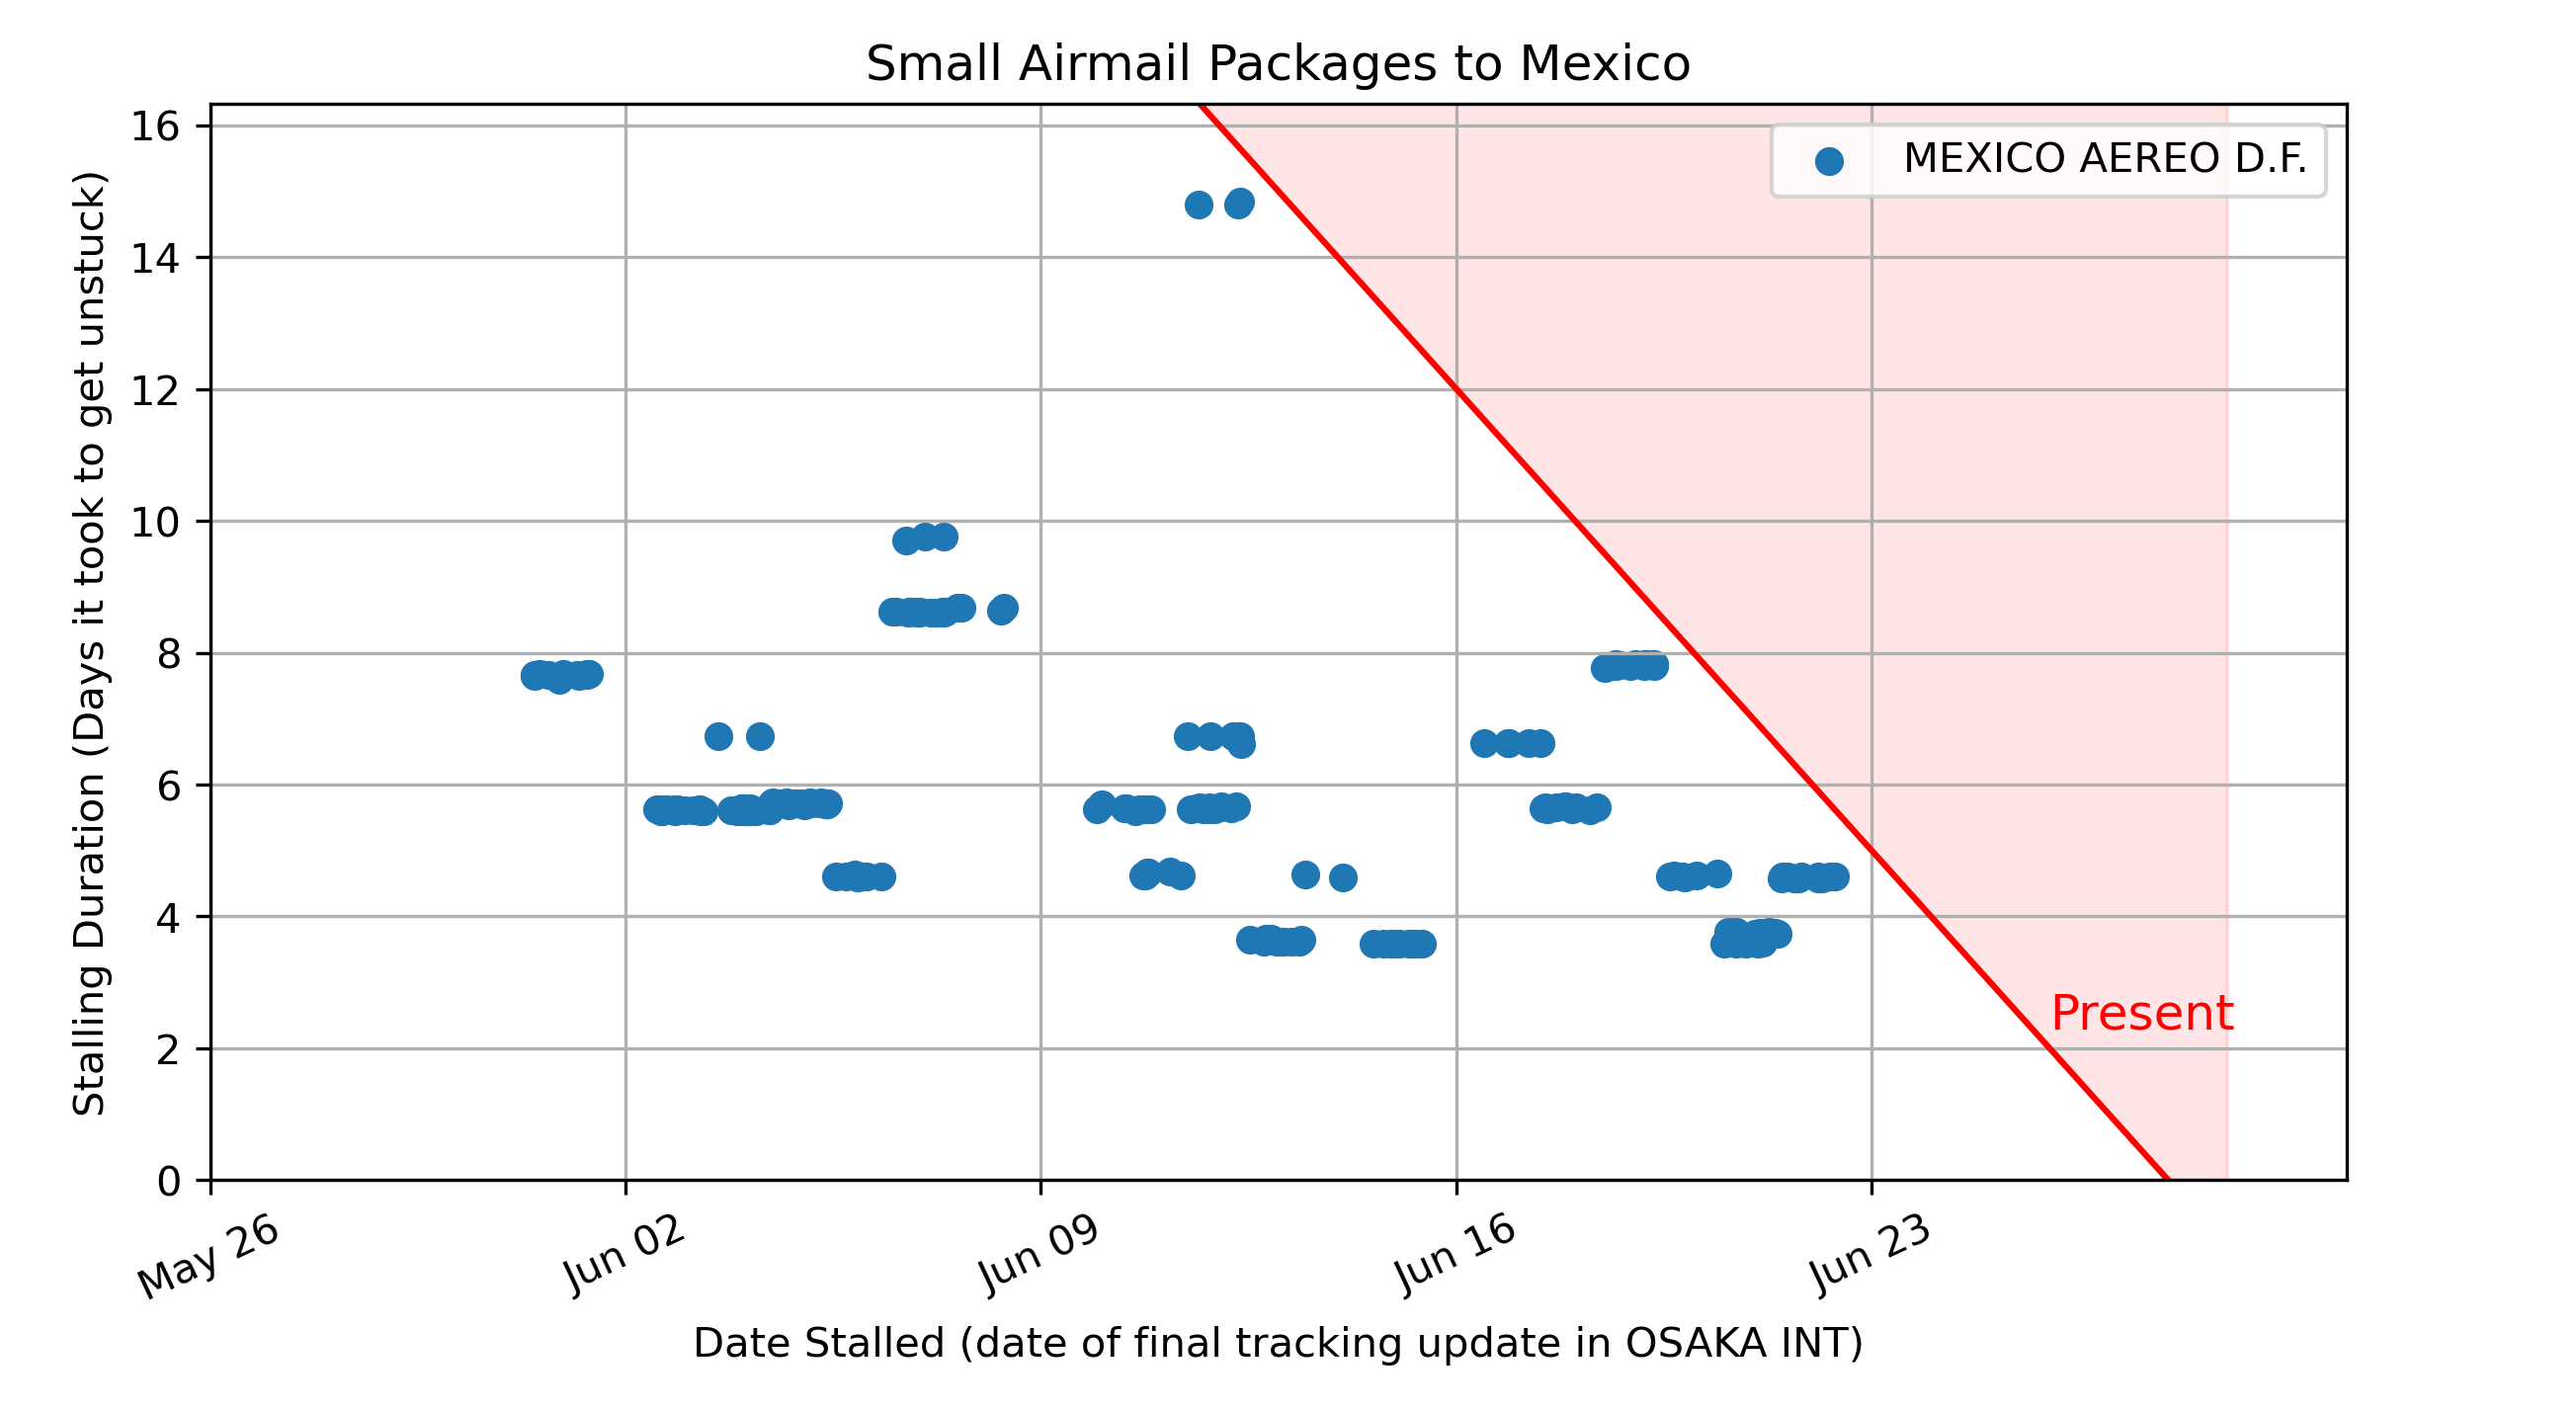 Small Airmail Packages to Mexico
Stalling Duration (Days it took to get unstuck)
16
14
12
10
8
6
4
2
0
MEXICO AEREO D.F.
Present
May 26
Jun 02
Jun 09
Jun 16
Jun 23
Date Stalled (date of final tracking update in OSAKA INT)